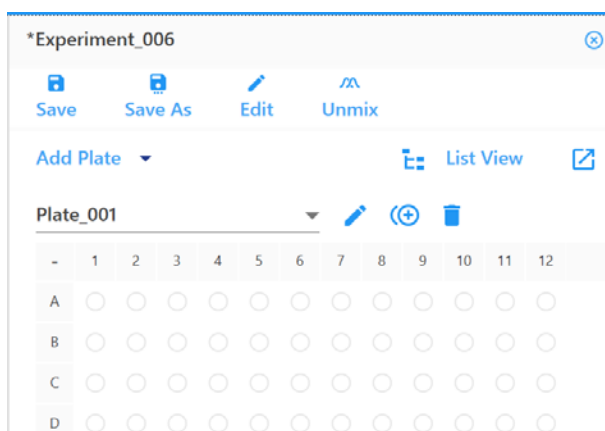 *Experiment_006
Save Save As Edit Unmix
Add Plate List View
Plate_001
- 1 2 3 4 5 6 7 8 9 10 11 12
A
B
C
D